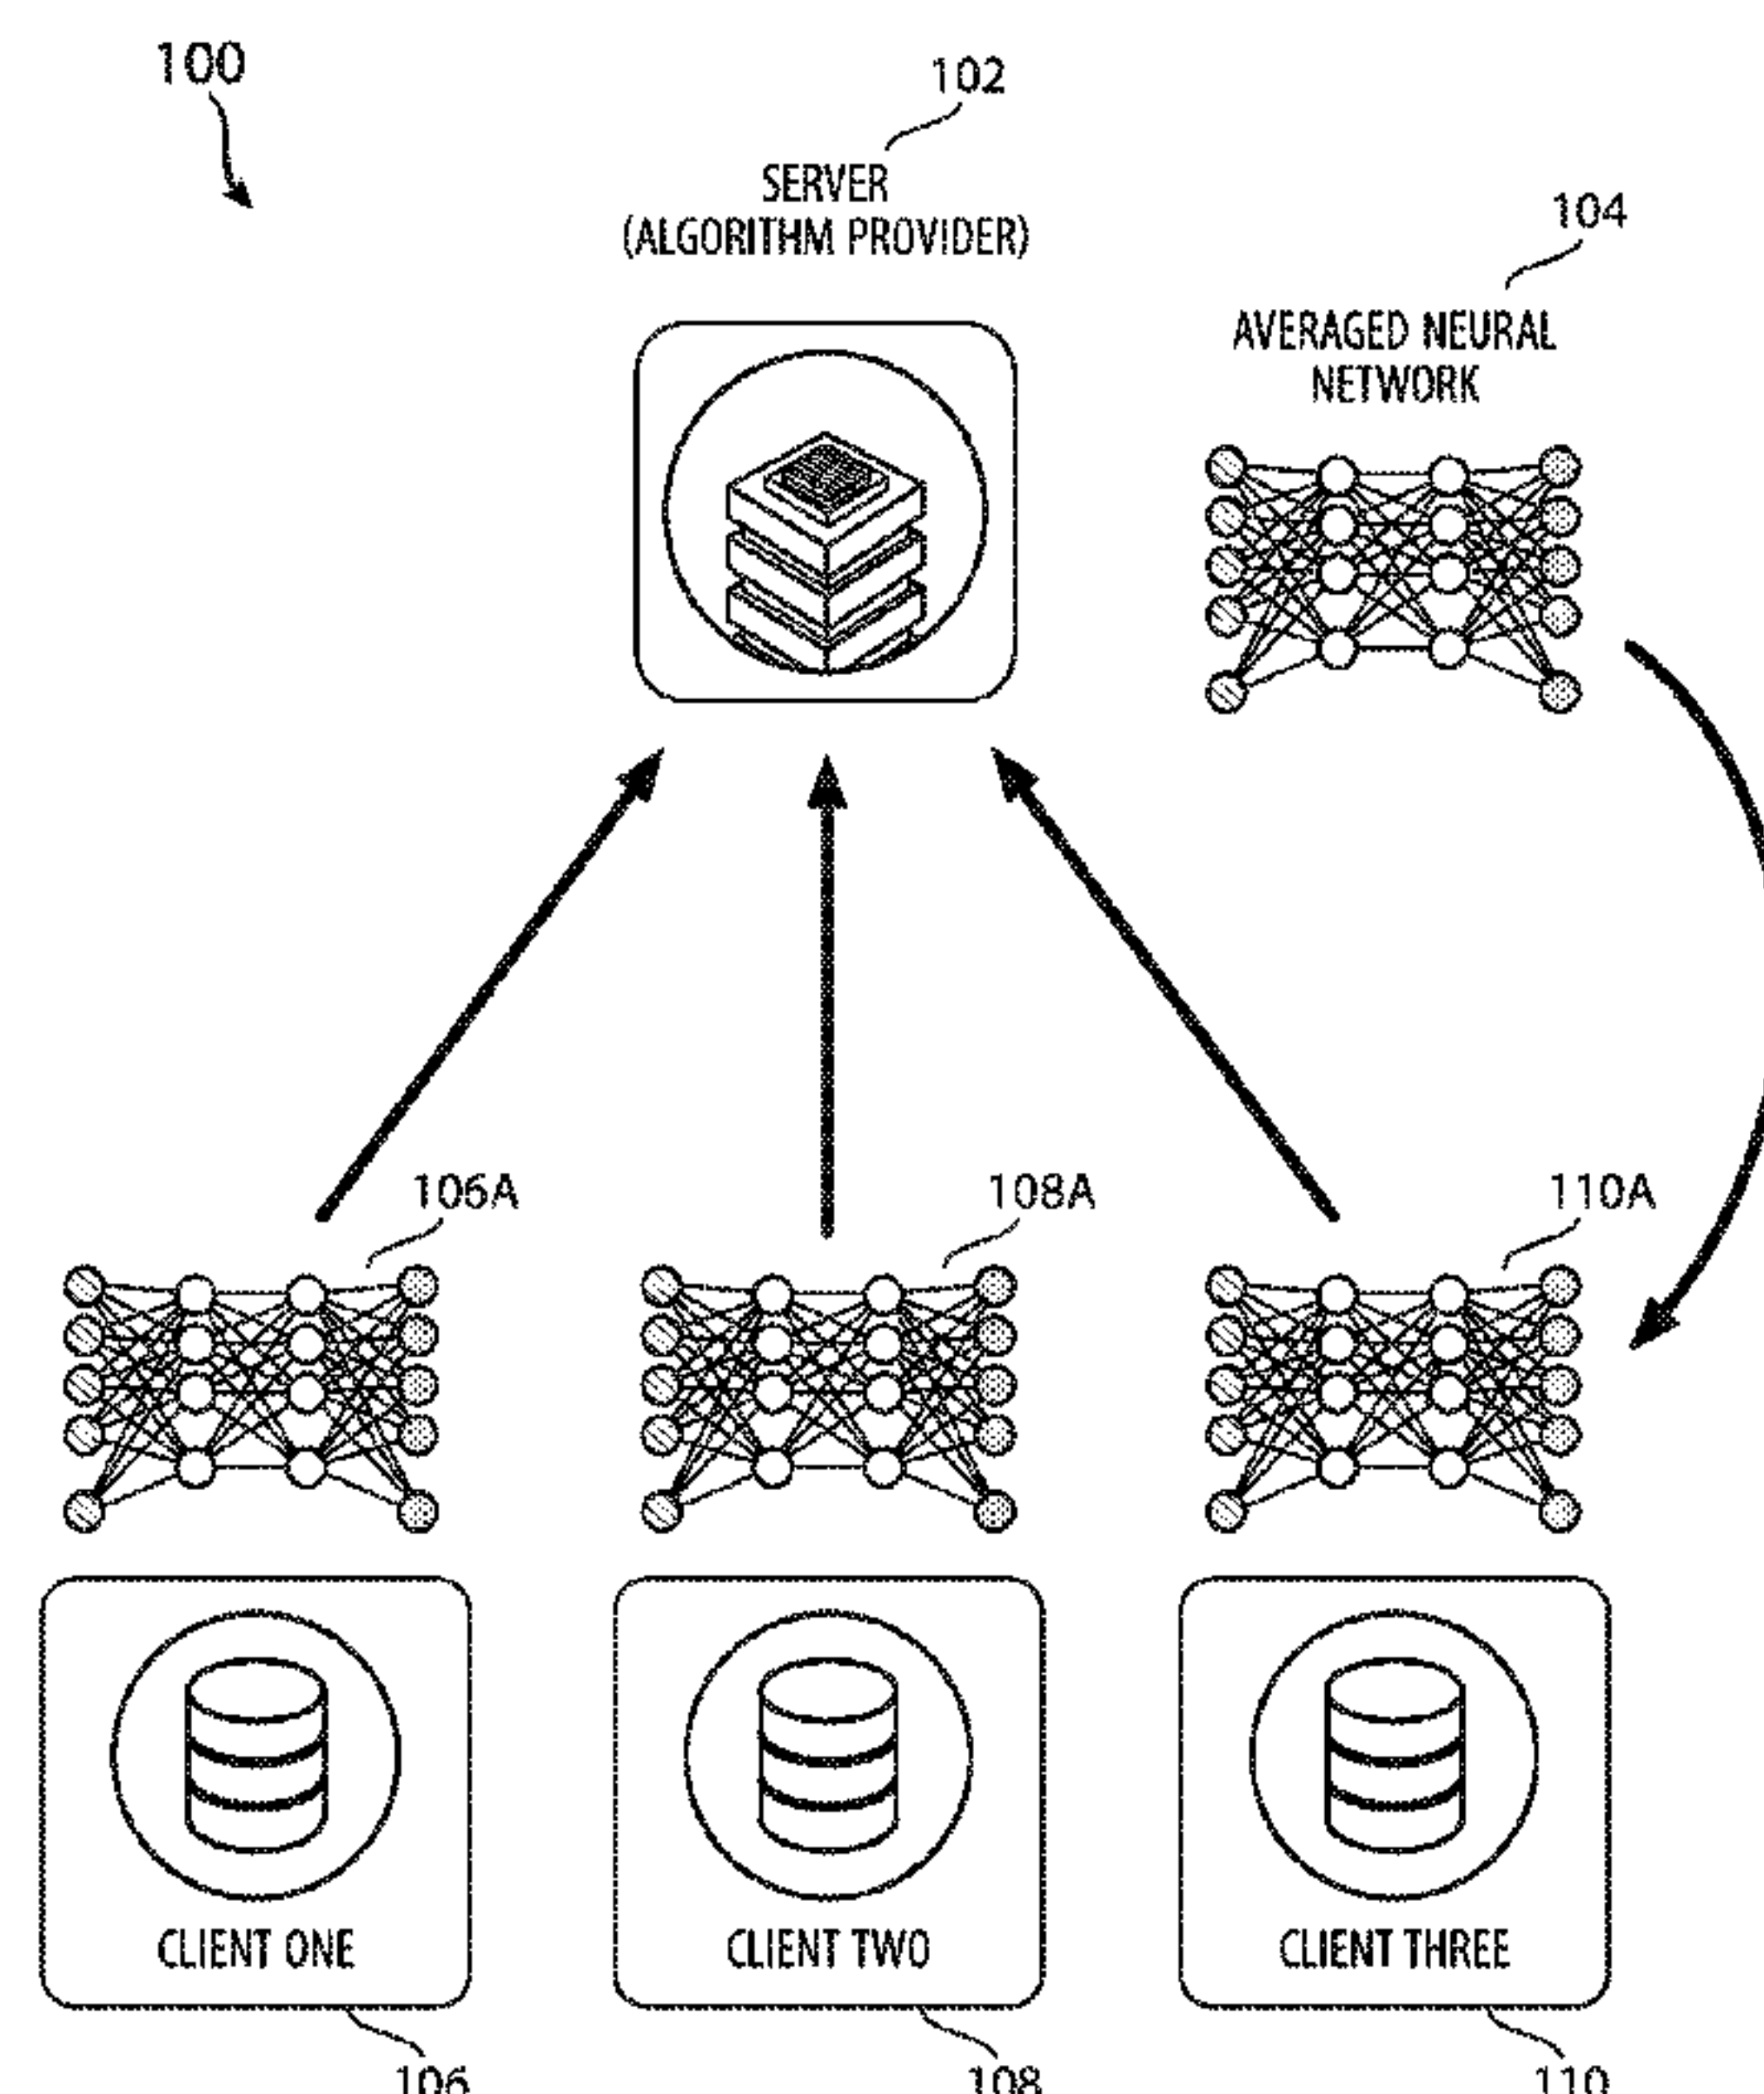 100
102
SERVER
(ALGORITHM PROVIDER)
104
AVERAGED NEURAL
NETWORK
106A
108A
110A
CLIENT ONE
CLIENT TWO
CLIENT THREE
106
108
110